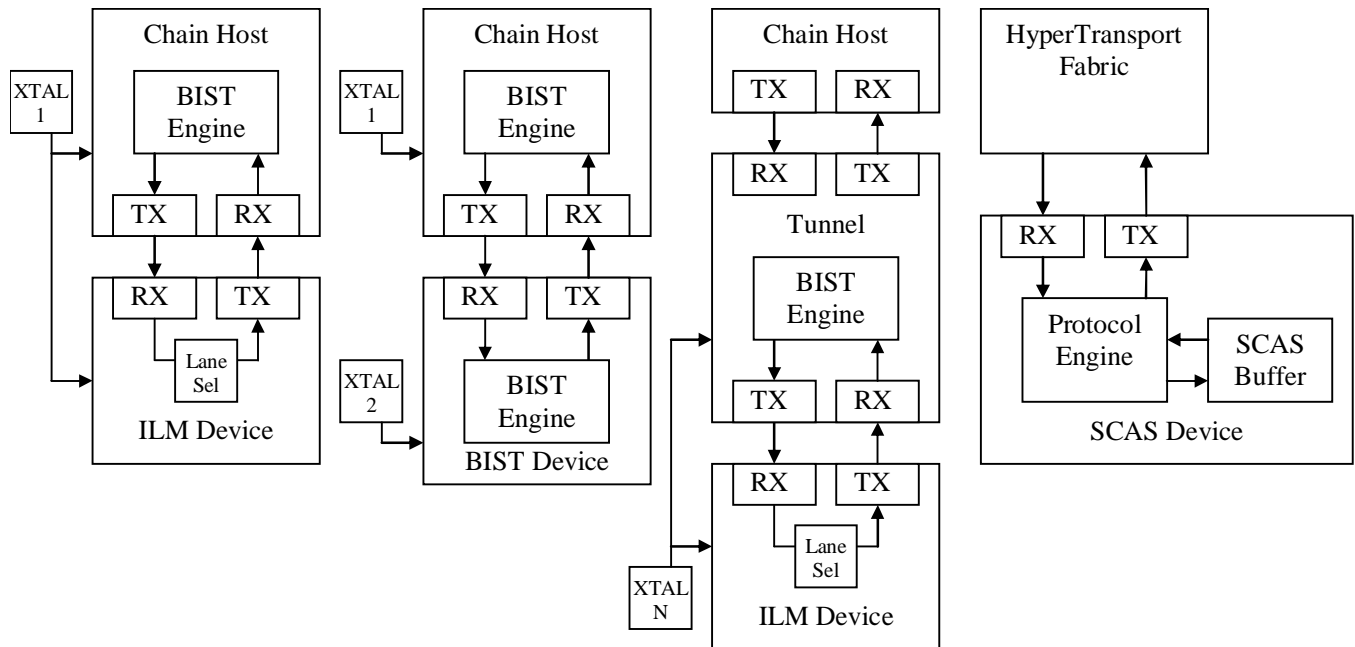 Chain Host
XTAL
1
BIST
Engine
TX
RX
RX
TX
Lane
Sel
ILM Device
Chain Host
XTAL
1
BIST
Engine
TX
RX
RX
TX
XTAL
2
BIST
Engine
BIST Device
Chain Host
TX
RX
RX
TX
Tunnel
BIST
Engine
TX
RX
RX
TX
Lane
Sel
XTAL
N
ILM Device
HyperTransport
Fabric
RX
TX
Protocol
Engine
SCAS
Buffer
SCAS Device